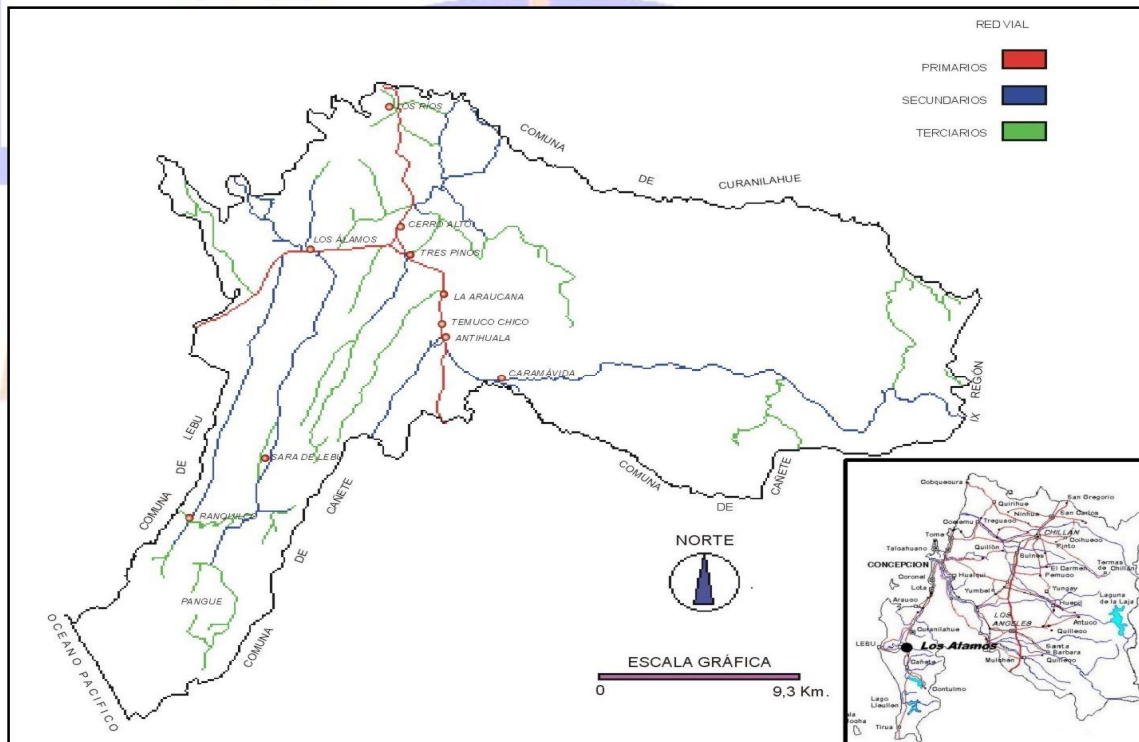 RED VIAL
PRIMARIOS
SECUNDARIOS
TERCIARIOS
LOS RIOS
COMUNA
DE
CURANILAHUE
CERRO ALTO
LOS ÁLAMOS
TRES PINOS
LA ARAUCANA
TEMUCO CHICO
ANTIHUALA
CARAMÁVIDA
IX REGIÓN
COMUNA
DE
LEBU
SARA DE LEBU
COMUNA
DE
CAÑETE
RANQUILCO
COMUNA
DE
CAÑETE
PANGUE
OCEANO PACIFICO
NORTE
ESCALA GRÁFICA
0 9,3 Km.
Cobquecura
Quirihue
San Gregorio
Ninhue
San Carlos
Coelemu
Treguaco
CHILLAN
Tome
Coihueco
Talcahuano
Quillón
Bulnes
Pinto
CONCEPCION
El Carmen
Termas
de Chillán
Coronel
Hualqui
Pemuco
Lota
Yumbel
Yungay
Laguna
de la Laja
Arauco
Huepil
LOS
ANGELES
Antuco
Curanilahue
Quilleco
LEBU
Los Alamos
Santa
Barbara
Mulchen
Quilleco
Cañete
Contulmo
Lago
Lleulleu
Tirua